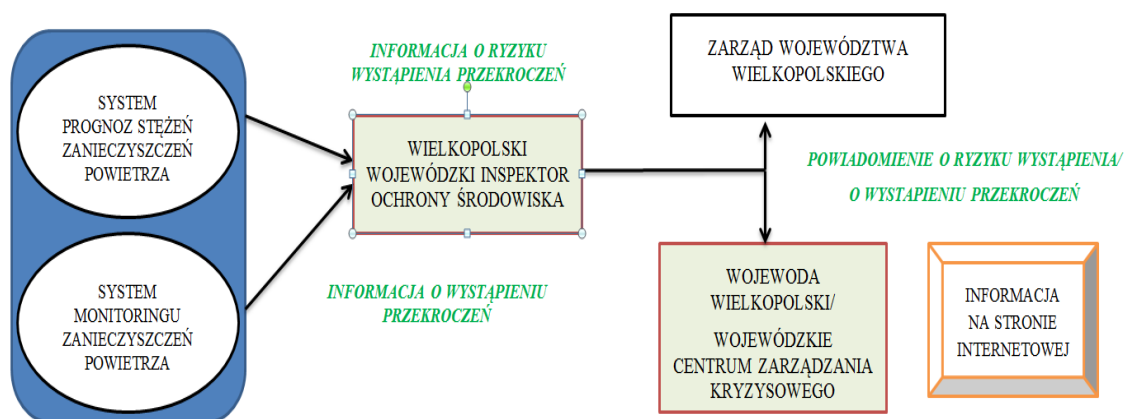 SYSTEM
PROGNOZ STĘŻEŃ
ZANIECZYSZCZEŃ
POWIETRZA
SYSTEM
MONITORINGU
ZANIECZYSZCZEŃ
POWIETRZA
INFORMACJA O RYZYKU
WYSTĄPIENIA PRZEKROCZEŃ
WIELKOPOLSKI
WOJEWÓDZKI INSPEKTOR
OCHRONY ŚRODOWISKA
INFORMACJA O WYSTĄPIENIU
PRZEKROCZEŃ
ZARZĄD WOJEWÓDZTWA
WIELKOPOLSKIEGO
POWIADOMIENIE O RYZYKU WYSTĄPIENIA/
O WYSTAPIENIU PRZEKROCZEŃ
WOJEWODA
WIELKOPOLSKI/
WOJEWÓDZKIE
CENTRUM ZARZĄDZANIA
KRYZYSOWEGO
INFORMACJA
NA STRONIE
INTERNETOWEJ